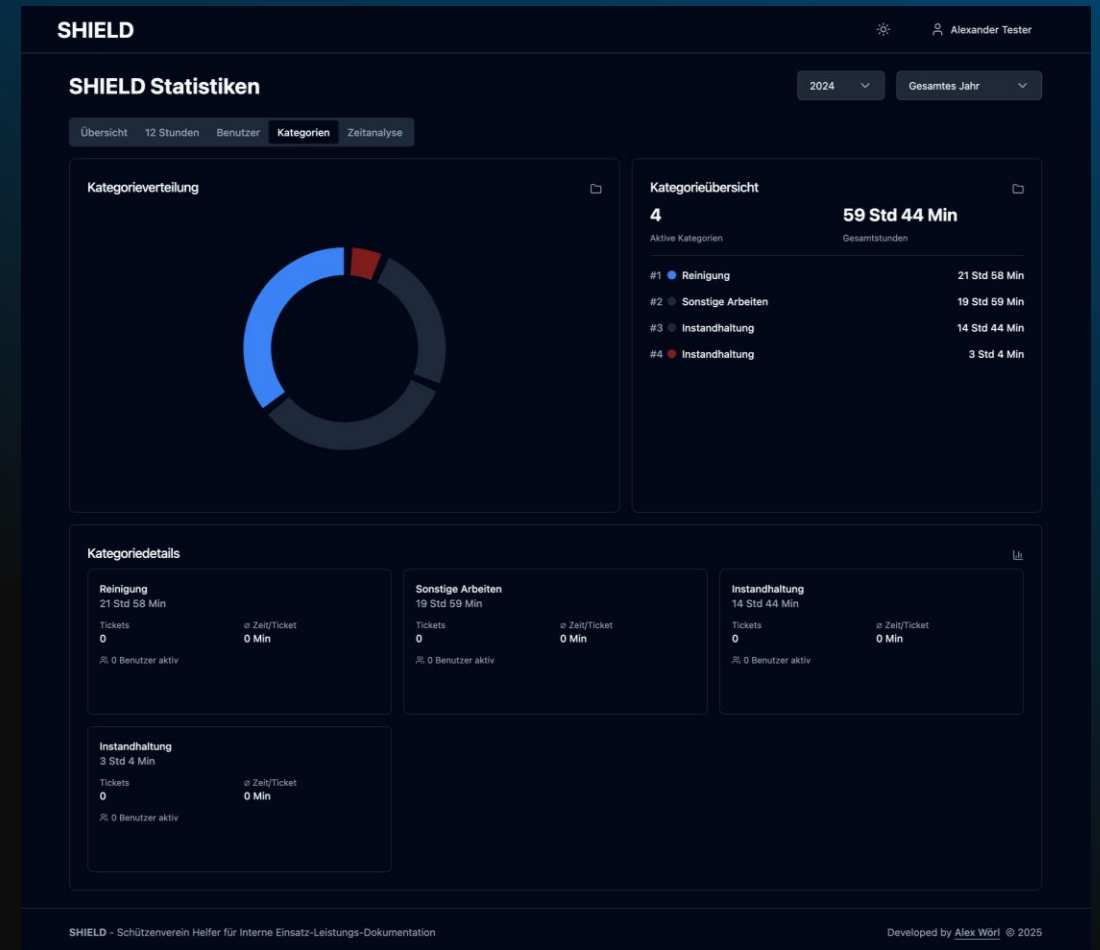 SHIELD
Alexander Tester
SHIELD Statistiken
2024
Gesamtes Jahr
Übersicht 12 Stunden Benutzer Kategorien Zeitanalyse
Kategorieverteilung
Kategorieübersicht
4
Aktive Kategorien
59 Std 44 Min
Gesamtstunden
#1 Reinigung 21 Std 58 Min
#2 Sonstige Arbeiten 19 Std 59 Min
#3 Instandhaltung 14 Std 44 Min
#4 Instandhaltung 3 Std 4 Min
Kategoriedetails
Reinigung
21 Std 58 Min
Tickets ⌀ Zeit/Ticket
0 0 Min
0 Benutzer aktiv
Sonstige Arbeiten
19 Std 59 Min
Tickets ⌀ Zeit/Ticket
0 0 Min
0 Benutzer aktiv
Instandhaltung
14 Std 44 Min
Tickets ⌀ Zeit/Ticket
0 0 Min
0 Benutzer aktiv
Instandhaltung
3 Std 4 Min
Tickets ⌀ Zeit/Ticket
0 0 Min
0 Benutzer aktiv
SHIELD - Schützenverein Helfer für Interne Einsatz-Leistungs-Dokumentation
Developed by Alex Wörl © 2025